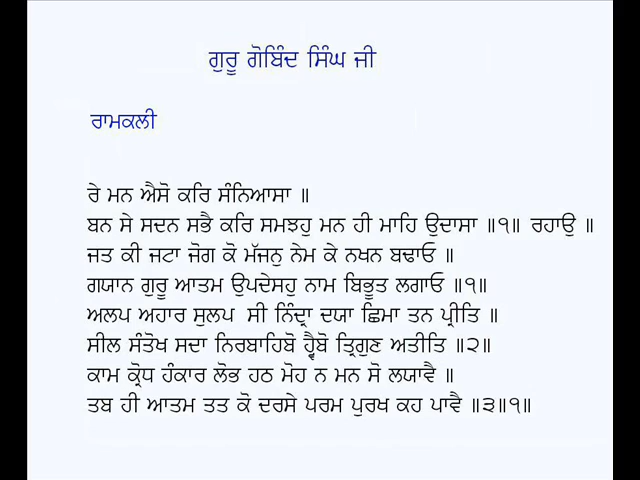 ਗੁਰੂ ਗੋਬਿੰਦ ਸਿੰਘ ਜੀ
ਰਾਮਕਲੀ
ਰੇ ਮਨ ਐਸੋ ਕਰਿ ਸੰਨਿਆਸਾ ॥
ਬਨ ਸੇ ਸਦਨ ਸਭੈ ਕਰਿ ਸਮਝਹੁ ਮਨ ਹੀ ਮਾਹਿ ਉਦਾਸਾ ॥੧॥ ਰਹਾਉ ॥
ਜਤ ਕੀ ਜਟਾ ਜੋਗ ਕੋ ਮੱਜਨੁ ਨੇਮ ਕੇ ਨਖਨ ਬਢਾਓ ॥
ਗਯਾਨ ਗੁਰੂ ਆਤਮ ਉਪਦੇਸਹੁ ਨਾਮ ਬਿਭੂਤ ਲਗਾਓ ॥੧॥
ਅਲਪ ਅਹਾਰ ਸੁਲਪ ਸੀ ਨਿੰਦ੍ਰਾ ਦਯਾ ਛਿਮਾ ਤਨ ਪ੍ਰੀਤਿ ॥
ਸੀਲ ਸੰਤੋਖ ਸਦਾ ਨਿਰਬਾਹਿਬੋ ਹ੍ਵੈਬੋ ਤ੍ਰਿਗੁਣ ਅਤੀਤਿ ॥੨॥
ਕਾਮ ਕ੍ਰੋਧ ਹੰਕਾਰ ਲੋਭ ਹਠ ਮੋਹ ਨ ਮਨ ਸੋ ਲਯਾਵੈ ॥
ਤਬ ਹੀ ਆਤਮ ਤਤ ਕੋ ਦਰਸੇ ਪਰਮ ਪੁਰਖ ਕਹ ਪਾਵੈ ॥੩॥੧॥